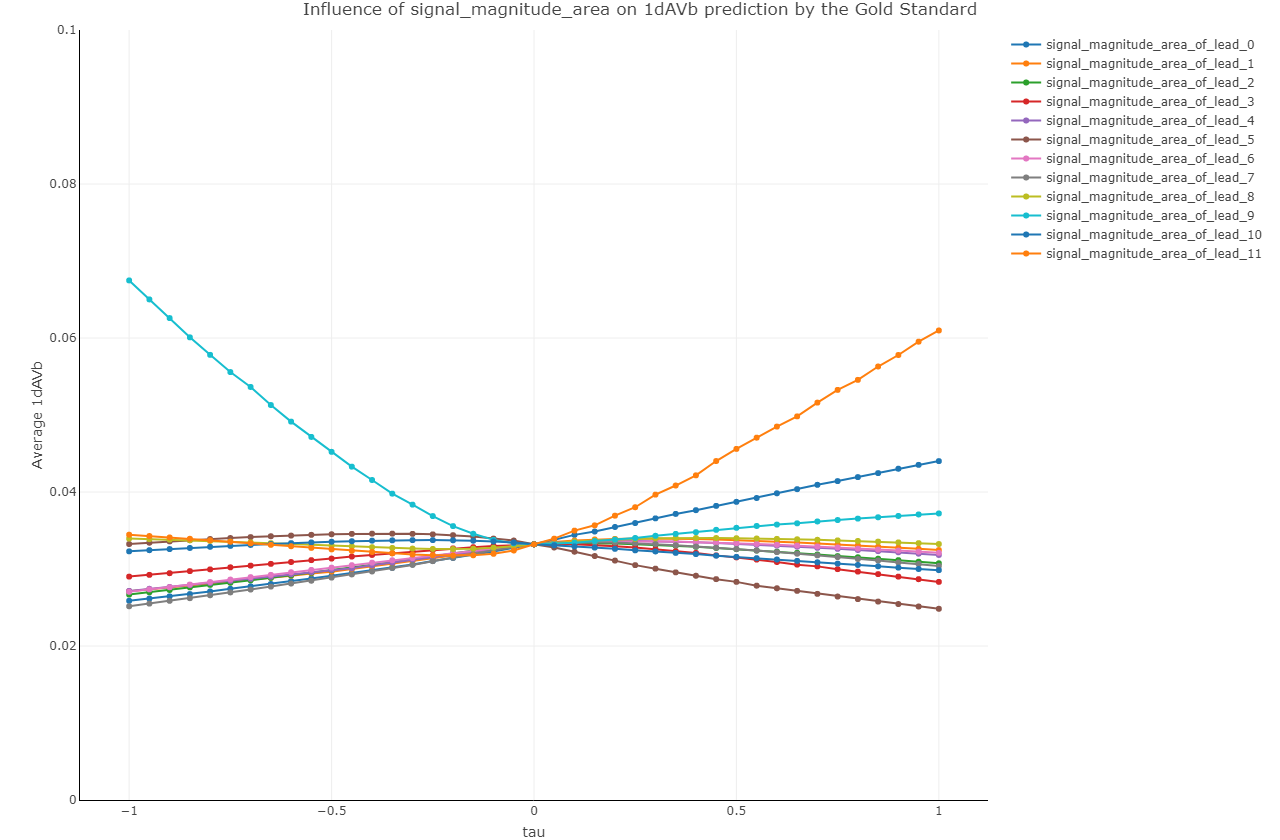 Influence of signal_magnitude_area on 1dAVb prediction by the Gold Standard
0.1
0.08
0.06
0.04
0.02
0
Average 1dAVb
−1
−0.5
0
0.5
1
tau
signal_magnitude_area_of_lead_0
signal_magnitude_area_of_lead_1
signal_magnitude_area_of_lead_2
signal_magnitude_area_of_lead_3
signal_magnitude_area_of_lead_4
signal_magnitude_area_of_lead_5
signal_magnitude_area_of_lead_6
signal_magnitude_area_of_lead_7
signal_magnitude_area_of_lead_8
signal_magnitude_area_of_lead_9
signal_magnitude_area_of_lead_10
signal_magnitude_area_of_lead_11